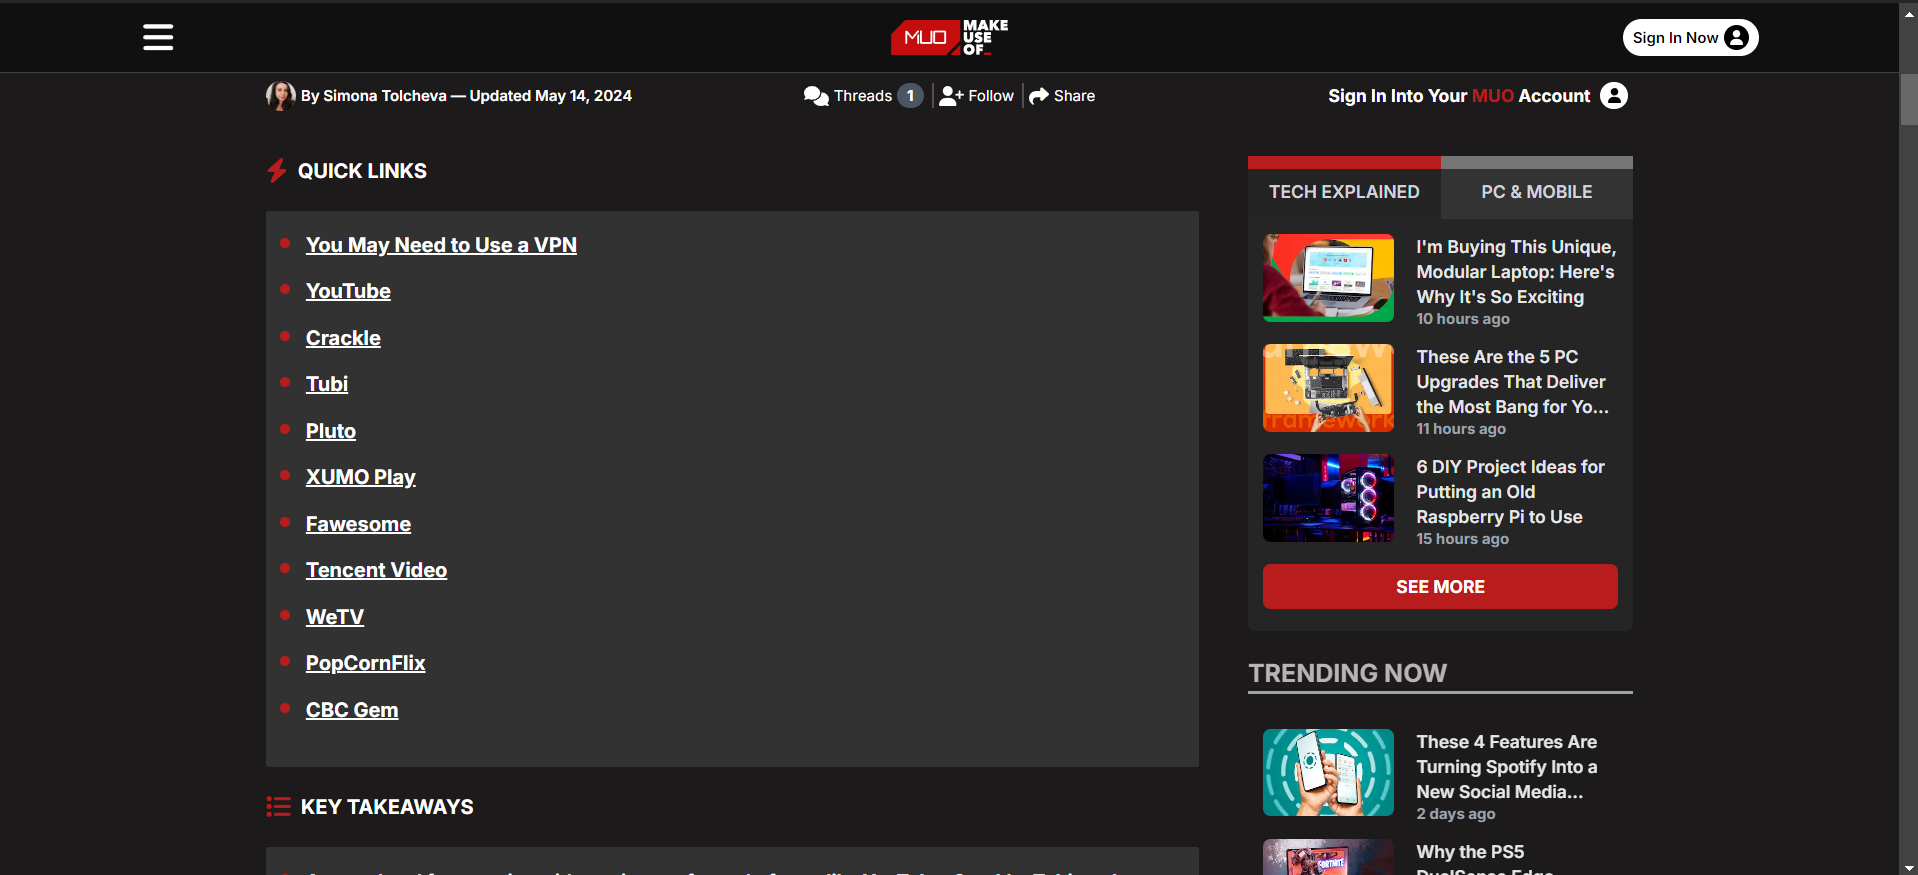 MUO MAKE
USE
OF_
Sign In Now
By Simona Tolcheva — Updated May 14, 2024
Threads 1
Follow
Share
Sign In Into Your MUO Account
QUICK LINKS
You May Need to Use a VPN
YouTube
Crackle
Tubi
Pluto
XUMO Play
Fawesome
Tencent Video
WeTV
PopCornFlix
CBC Gem
KEY TAKEAWAYS
TECH EXPLAINED
PC & MOBILE
I'm Buying This Unique,
Modular Laptop: Here's
Why It's So Exciting
10 hours ago
framework
These Are the 5 PC
Upgrades That Deliver
the Most Bang for Yo...
11 hours ago
6 DIY Project Ideas for
Putting an Old
Raspberry Pi to Use
15 hours ago
SEE MORE
TRENDING NOW
These 4 Features Are
Turning Spotify Into a
New Social Media...
2 days ago
FORTNITE
Why the PS5
DualSense Edge